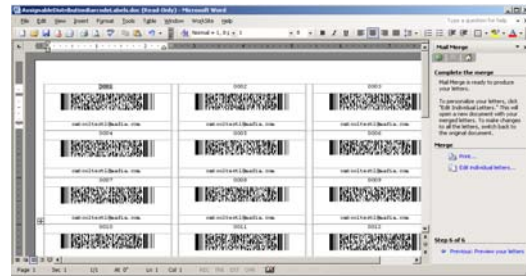 AssignableDistributionBarcodeLabels.doc (Read-Only) - Microsoft Word
File Edit View Insert Format Tools Table Window WorkSite Help
Type a question for help
Mail Merge
Complete the merge
Mail Merge is ready to produce
your letters.
To personalize your letters, click
"Edit Individual Letters." This will
open a new document with your
merged letters. To make changes
to all the letters, switch back to
the original document.
Merge
Print...
Edit individual letters...
Step 6 of 6
Previous: Preview your letters
0001 0002 0003
0004 0005 0006
0007 0008 0009
0010 0011 0012
Page 1 Sec 1 1/1 At 0" Ln 1 Col 1 REC TRK EXT OVR